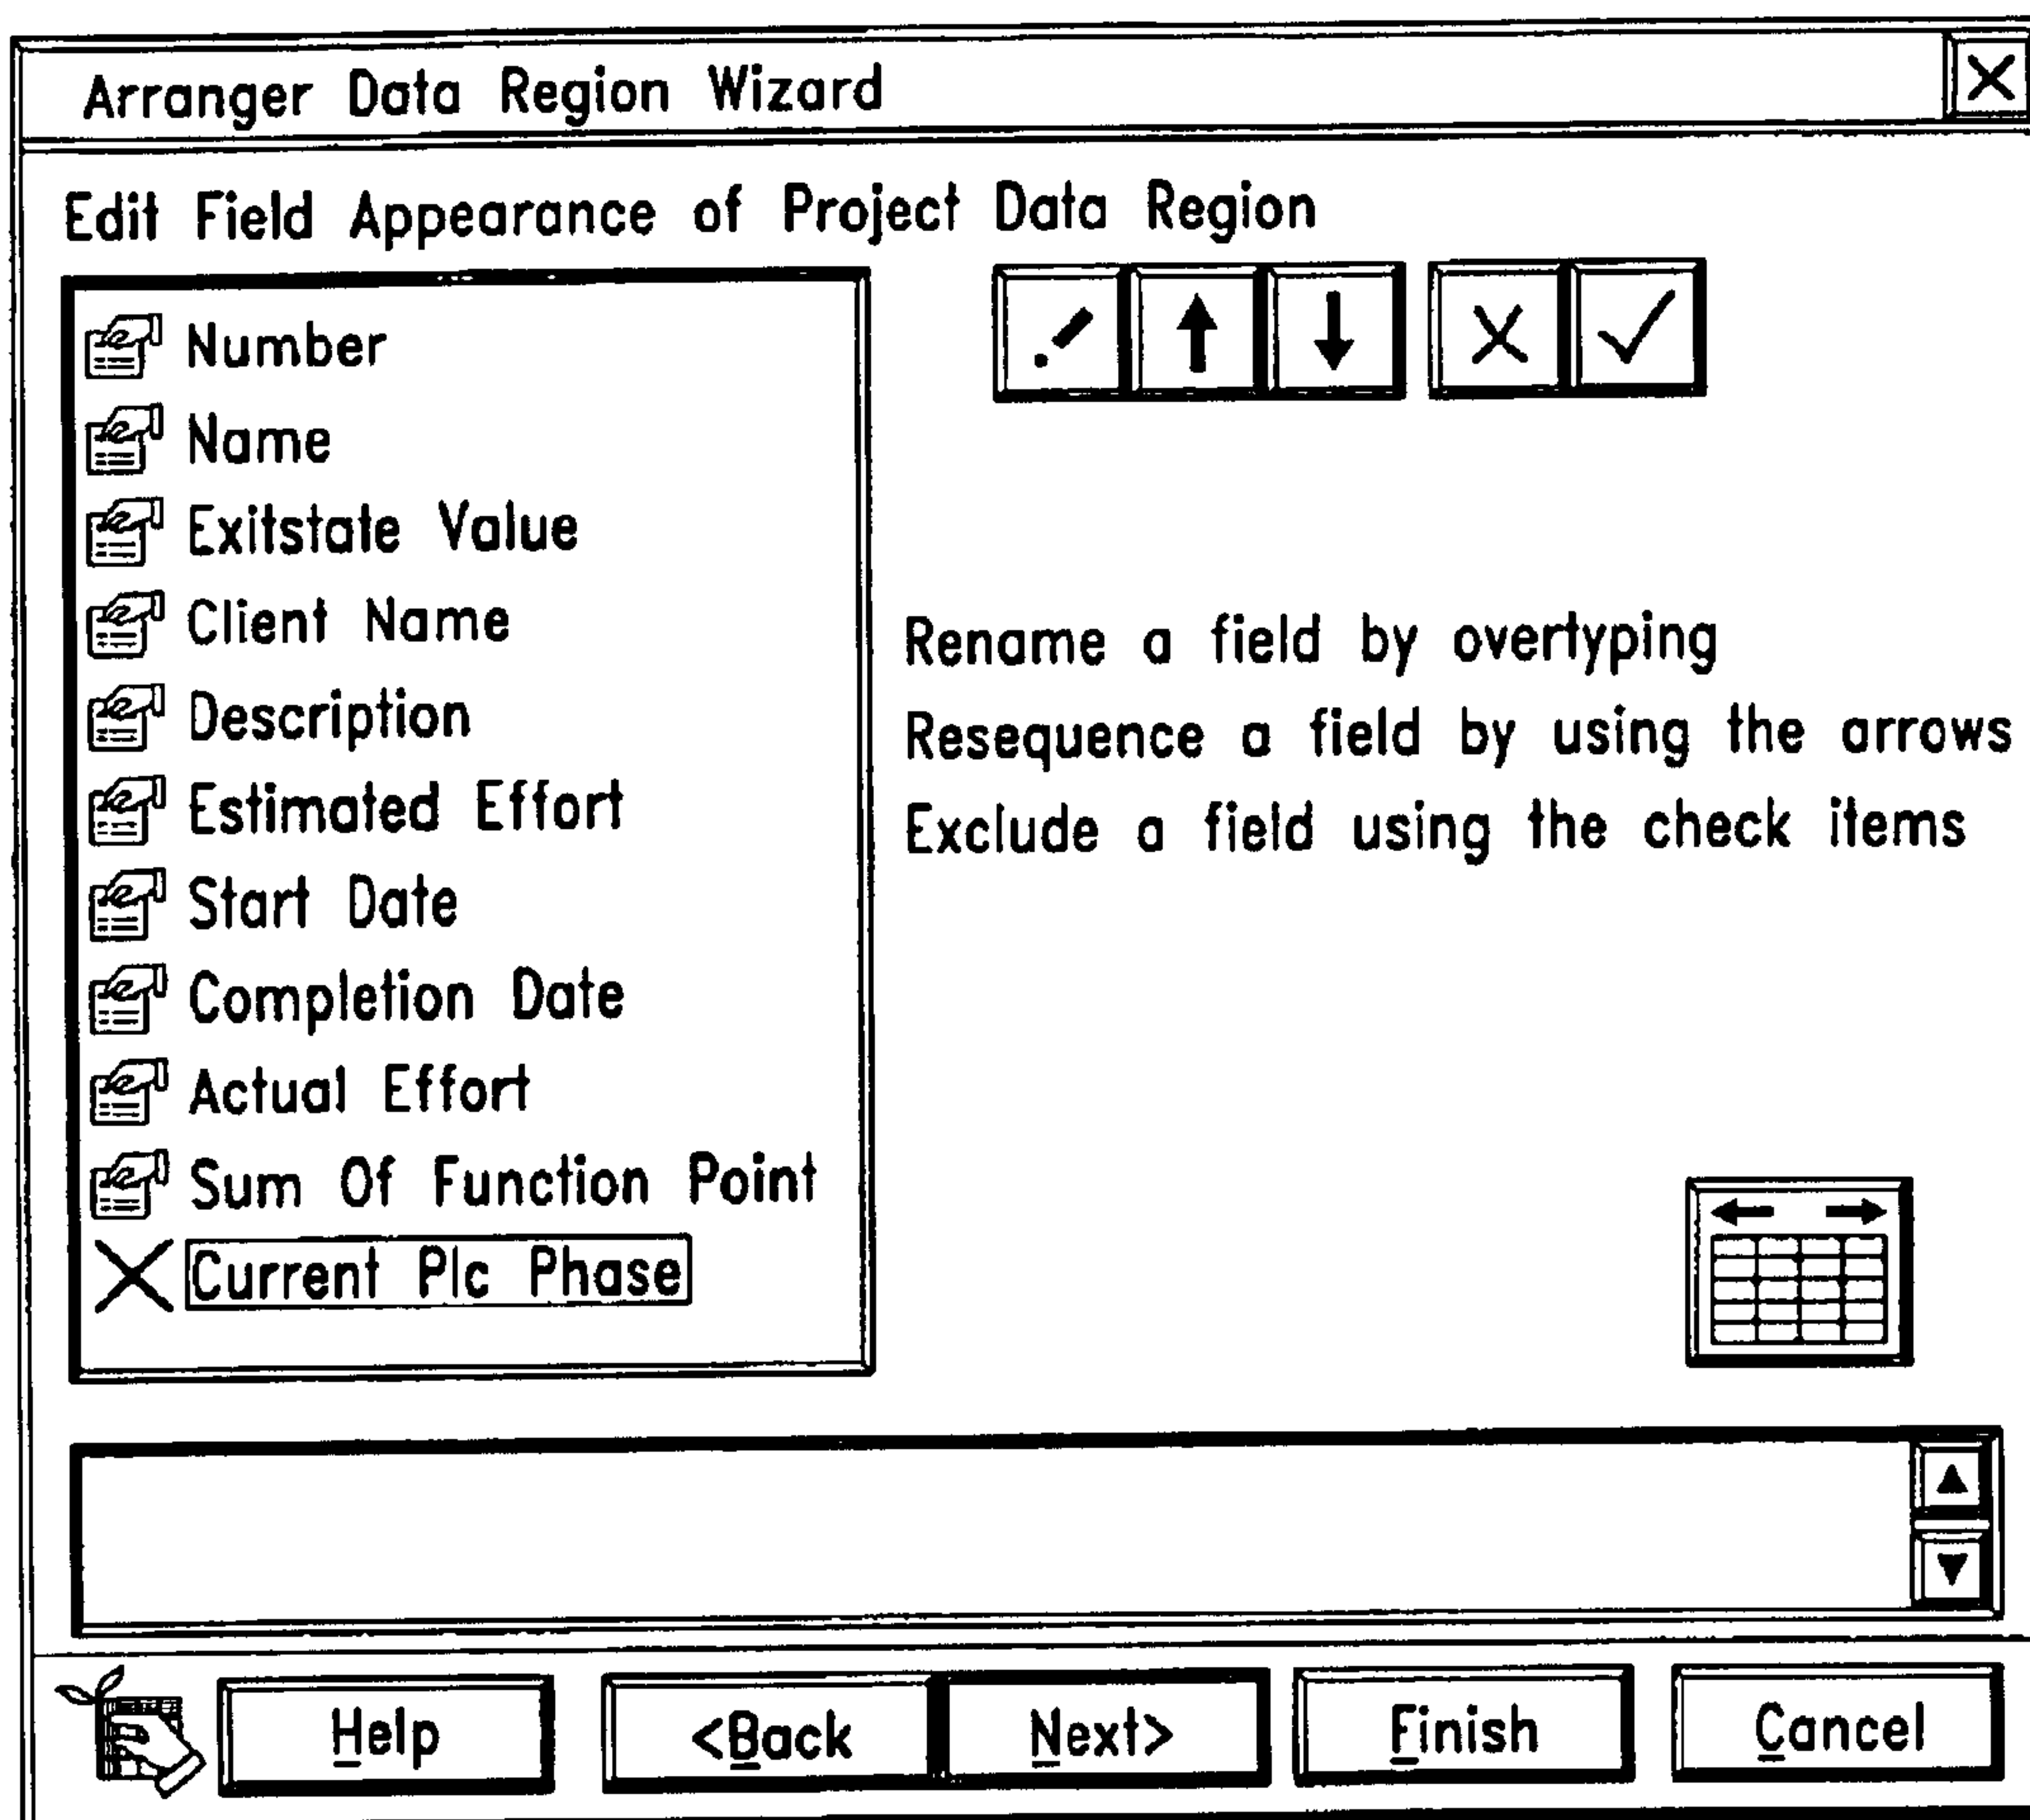 Arranger Data Region Wizard
Edit Field Appearance of Project Data Region
Number
Name
Exitstate Value
Client Name
Description
Estimated Effort
Start Date
Completion Date
Actual Effort
Sum Of Function Point
Current Plc Phase
Rename a field by overtyping
Resequence a field by using the arrows
Exclude a field using the check items
Help
<Back
Next>
Finish
Cancel